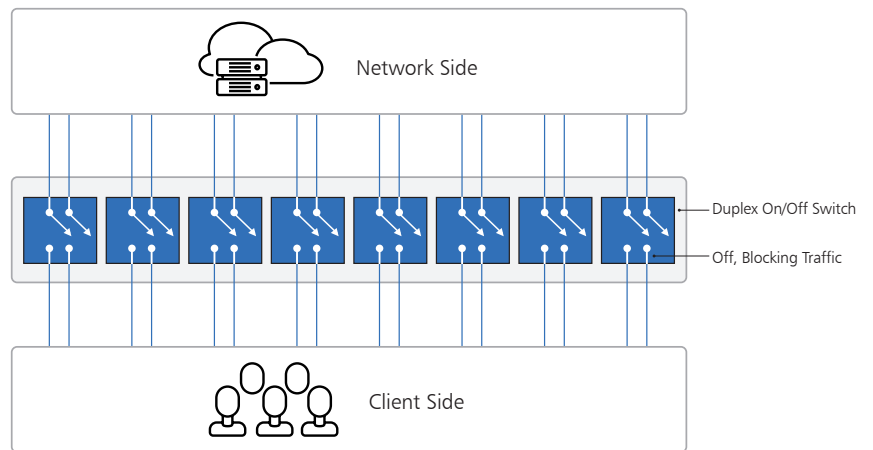 Network Side
Duplex On/Off Switch
Off, Blocking Traffic
Client Side